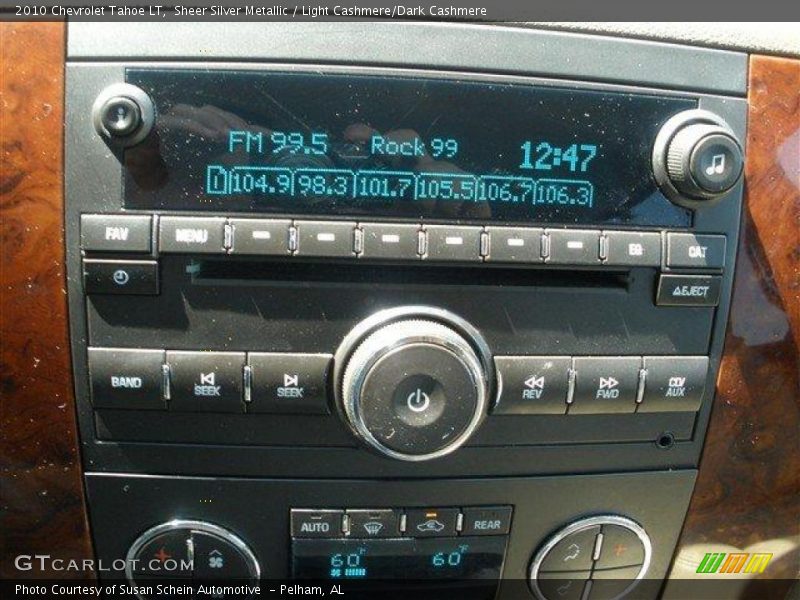 2010 Chevrolet Tahoe LT, Sheer Silver Metallic / Light Cashmere/Dark Cashmere
FM 99.5 Rock 99 12:47
1 104.9 98.3 101.7 105.5 106.7 106.3
FAV MENU EQ CAT
EJECT
BAND SEEK SEEK REV FWD CD/AUX
AUTO REAR
60°F 60°F
GTCARLOT.COM
Photo Courtesy of Susan Schein Automotive - Pelham, AL